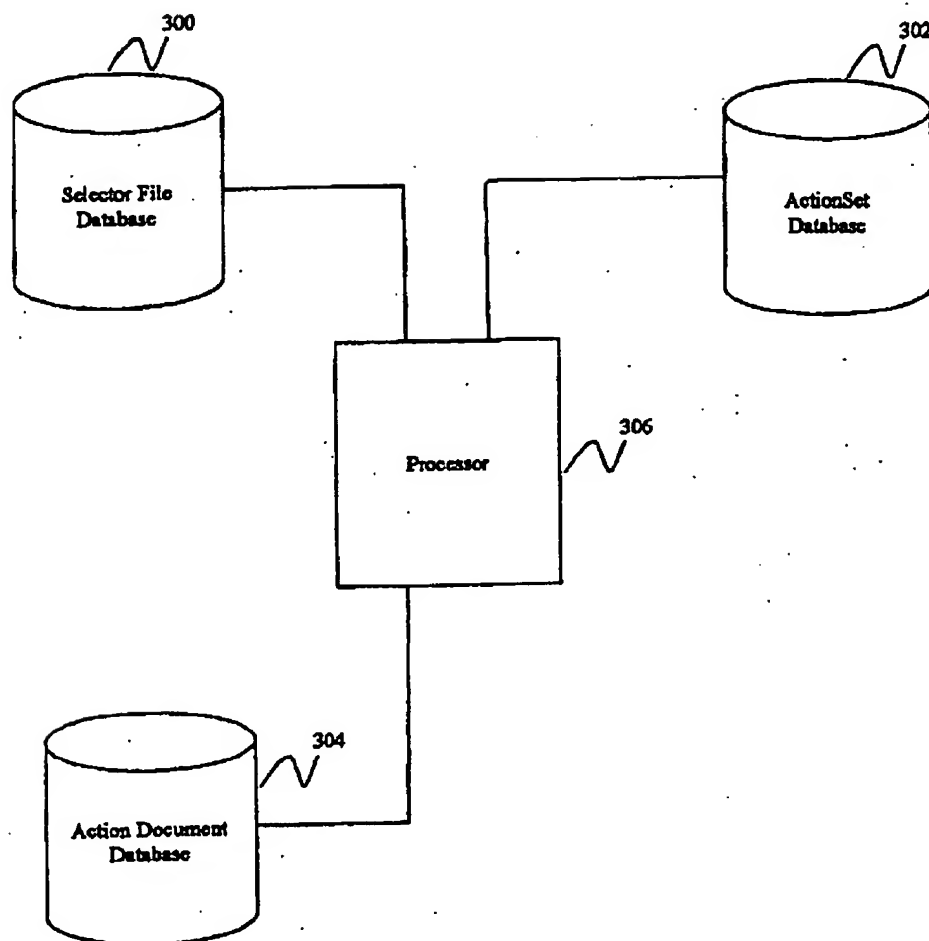 300
302
Selector File
Database
ActionSet
Database
306
Processor
304
Action Document
Database